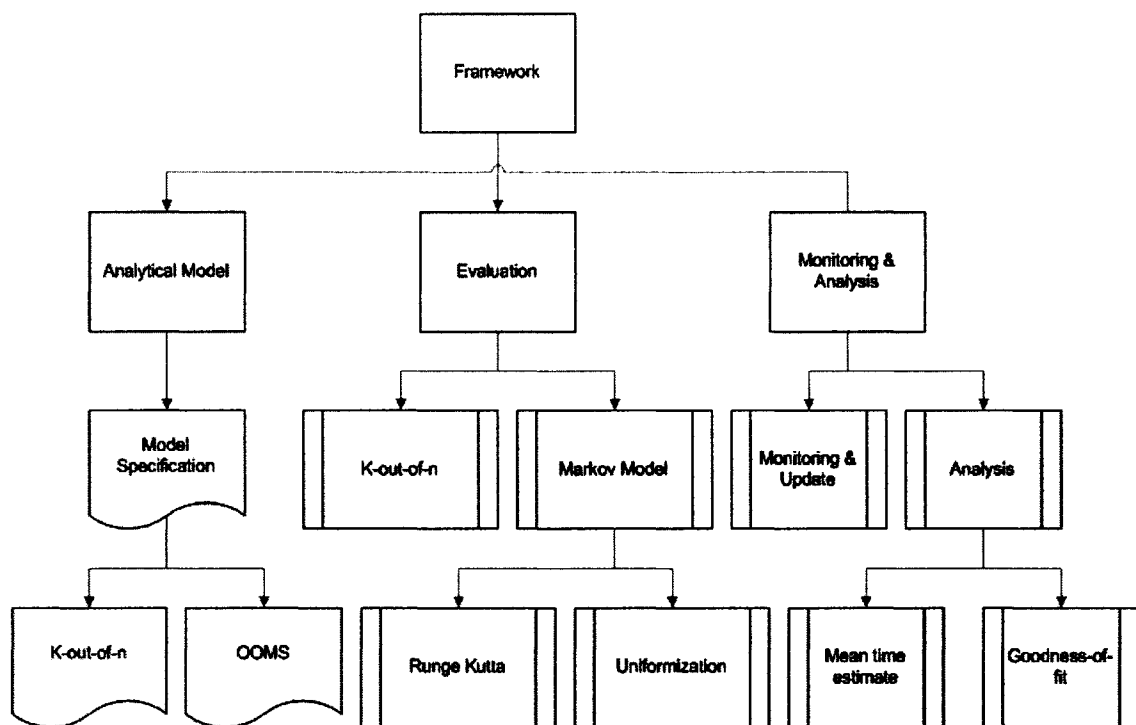 Framework
Analytical Model
Evaluation
Monitoring &
Analysis
Model
Specification
K-out-of-n
Markov Model
Monitoring &
Update
Analysis
K-out-of-n
OOMS
Runge Kutta
Uniformization
Mean time
estimate
Goodness-of-
fit